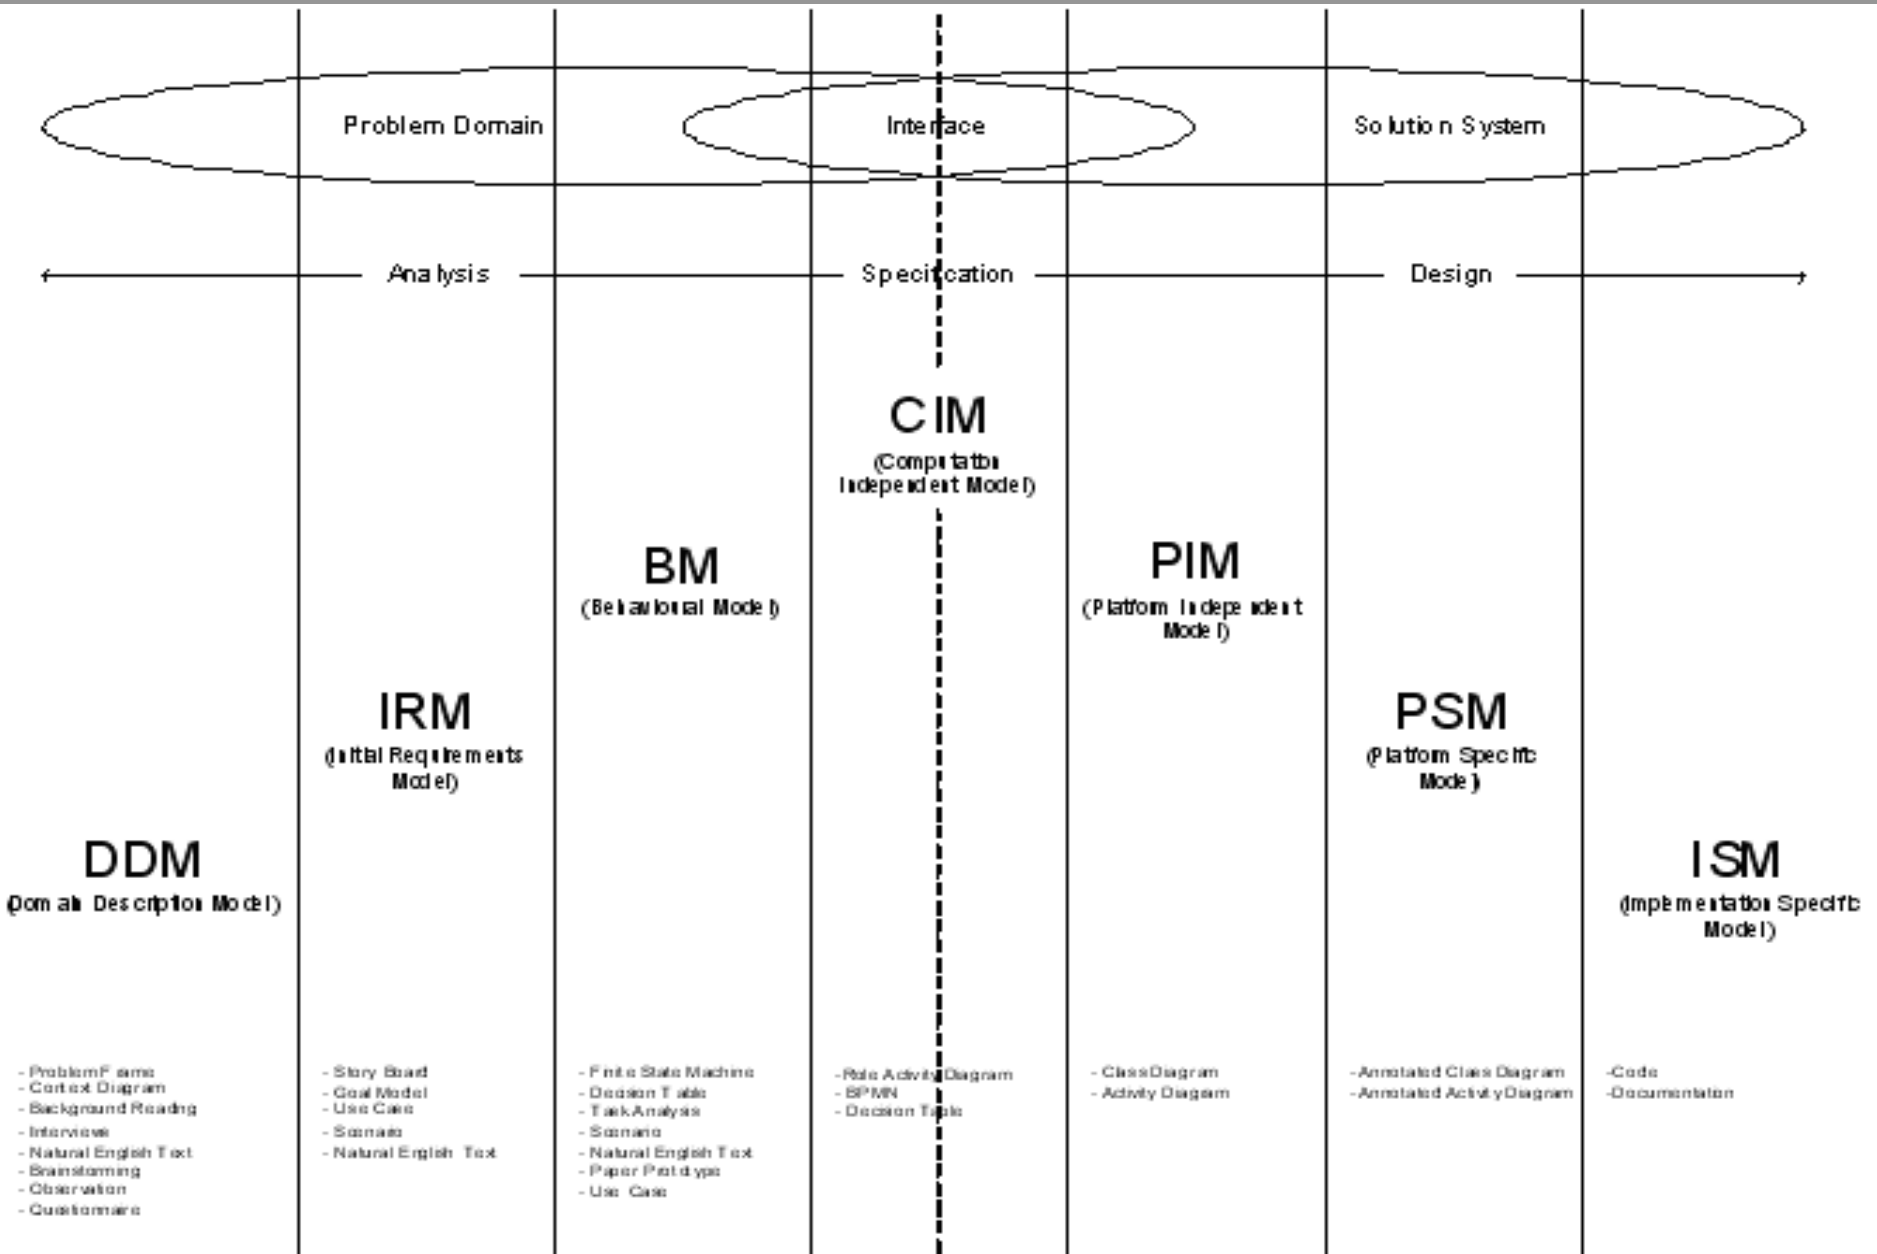 Problem Domain
Interface
Solution System
Analysis
Specification
Design
CIM
(Computation
Independent Model)
BM
(Behavioural Model)
PIM
(Platform Independent
Model)
IRM
(Initial Requirements
Model)
PSM
(Platform Specific
Model)
DDM
(Domain Description Model)
ISM
(Implementation Specific
Model)
- Problem Frame
- Context Diagram
- Background Reading
- Interviews
- Natural English Text
- Brainstorming
- Observation
- Questionnaire
- Story Board
- Goal Model
- Use Case
- Scenario
- Natural English Text
- Finite State Machine
- Decision Table
- Task Analysis
- Scenario
- Natural English Text
- Paper Prototype
- Use Case
- Role Activity Diagram
- BPMN
- Decision Table
- Class Diagram
- Activity Diagram
- Annotated Class Diagram
- Annotated Activity Diagram
- Code
- Documentation